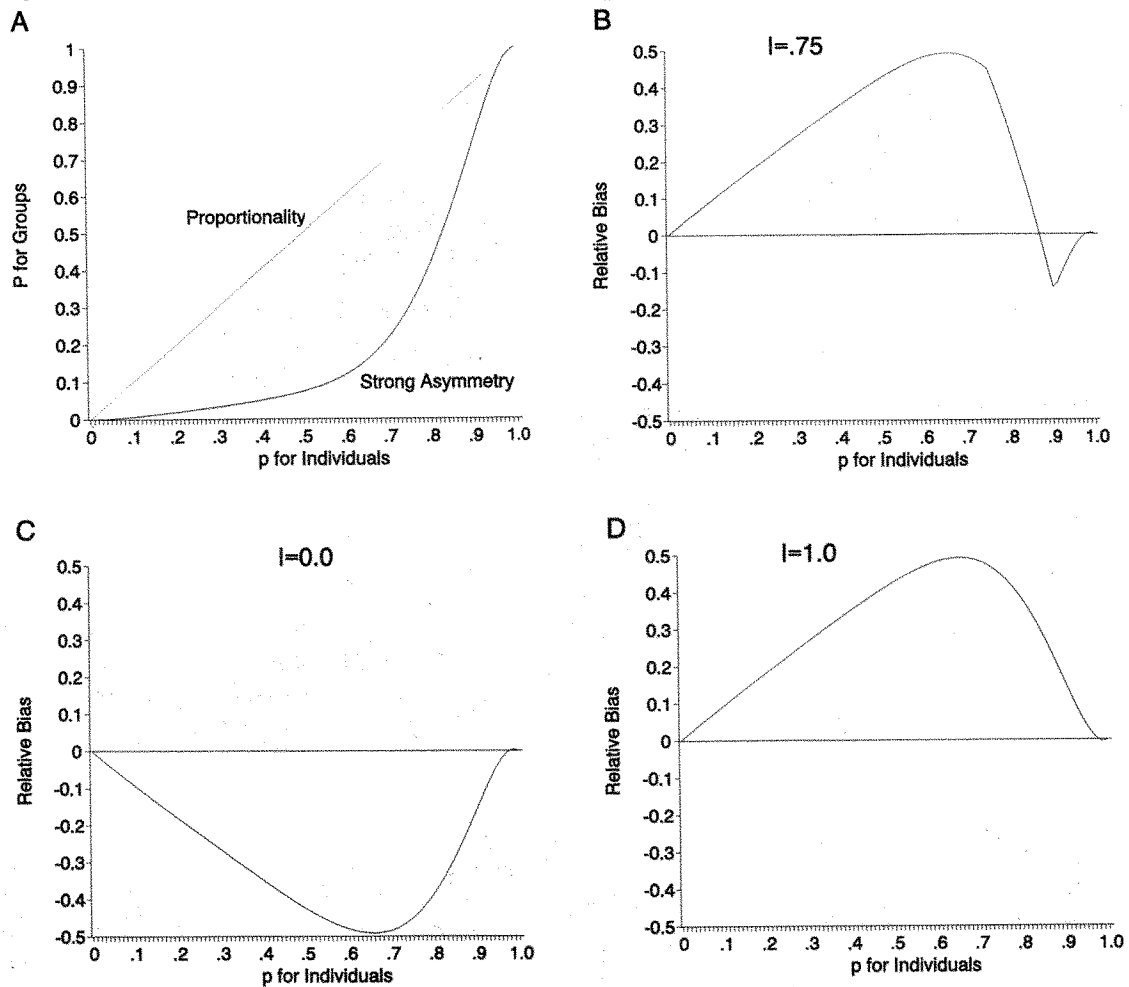 A
1
0.9
0.8
0.7
0.6
0.5
0.4
0.3
0.2
0.1
0
P for Groups
Proportionality
Strong Asymmetry
0 .1 .2 .3 .4 .5 .6 .7 .8 .9 1.0
p for Individuals
B
I=.75
0.5
0.4
0.3
0.2
0.1
0
-0.1
-0.2
-0.3
-0.4
-0.5
Relative Bias
0 .1 .2 .3 .4 .5 .6 .7 .8 .9 1.0
p for Individuals
C
I=0.0
0.5
0.4
0.3
0.2
0.1
0
-0.1
-0.2
-0.3
-0.4
-0.5
Relative Bias
0 .1 .2 .3 .4 .5 .6 .7 .8 .9 1.0
p for Individuals
D
I=1.0
0.5
0.4
0.3
0.2
0.1
0
-0.1
-0.2
-0.3
-0.4
-0.5
Relative Bias
0 .1 .2 .3 .4 .5 .6 .7 .8 .9 1.0
p for Individuals